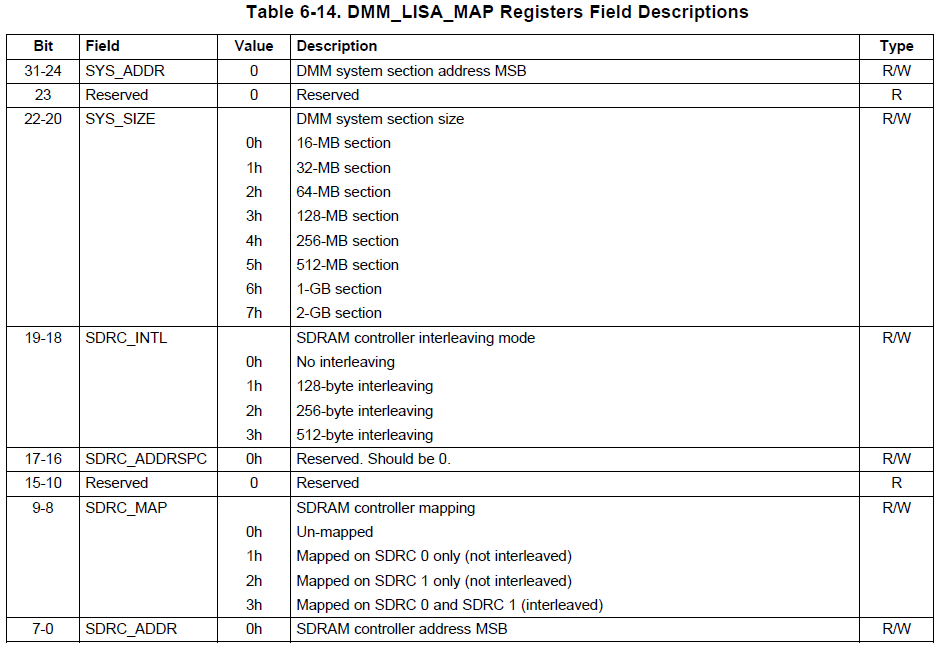 Table 6-14. DMM_LISA_MAP Registers Field Descriptions
Bit Field Value Description Type
31-24 SYS_ADDR 0 DMM system section address MSB R/W
23 Reserved 0 Reserved R
22-20 SYS_SIZE DMM system section size R/W
0h 16-MB section
1h 32-MB section
2h 64-MB section
3h 128-MB section
4h 256-MB section
5h 512-MB section
6h 1-GB section
7h 2-GB section
19-18 SDRC_INTL SDRAM controller interleaving mode R/W
0h No interleaving
1h 128-byte interleaving
2h 256-byte interleaving
3h 512-byte interleaving
17-16 SDRC_ADDRSPC 0h Reserved. Should be 0. R/W
15-10 Reserved 0 Reserved R
9-8 SDRC_MAP SDRAM controller mapping R/W
0h Un-mapped
1h Mapped on SDRC 0 only (not interleaved)
2h Mapped on SDRC 1 only (not interleaved)
3h Mapped on SDRC 0 and SDRC 1 (interleaved)
7-0 SDRC_ADDR 0h SDRAM controller address MSB R/W